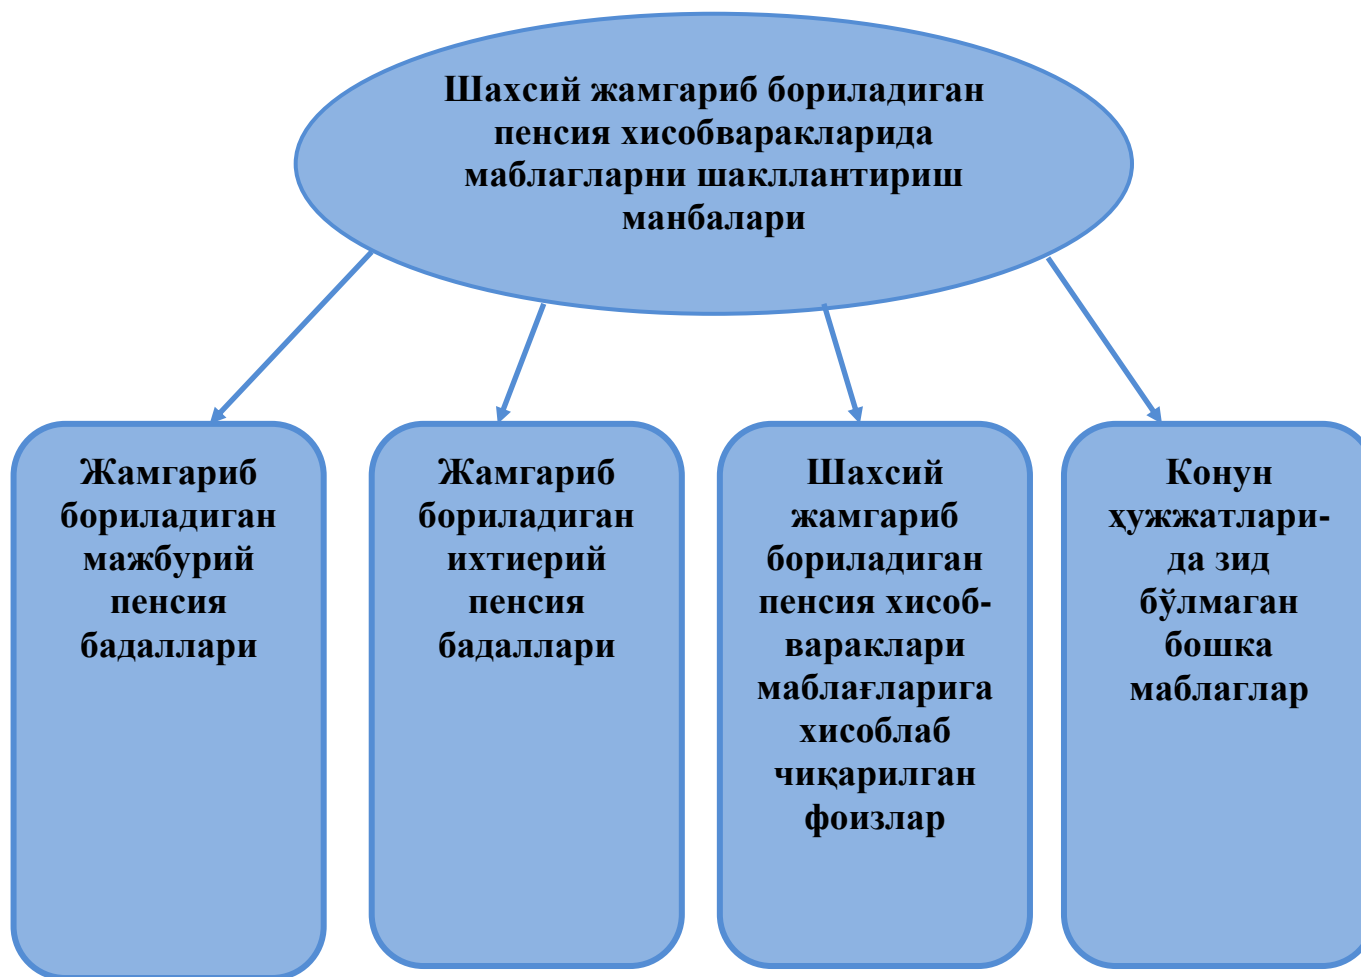 Шахсий жамгариб бориладиган
пенсия хисобваракларида
маблагларни шакллантириш
манбалари
Жамгариб
бориладиган
мажбурий
пенсия
бадаллари
Жамгариб
бориладиган
ихтиерий
пенсия
бадаллари
Шахсий
жамгариб
бориладиган
пенсия хисоб-
вараклари
маблағларига
хисоблаб
чиқарилган
фоизлар
Конун
ҳужжатлари-
да зид
бўлмаган
бошка
маблаглар